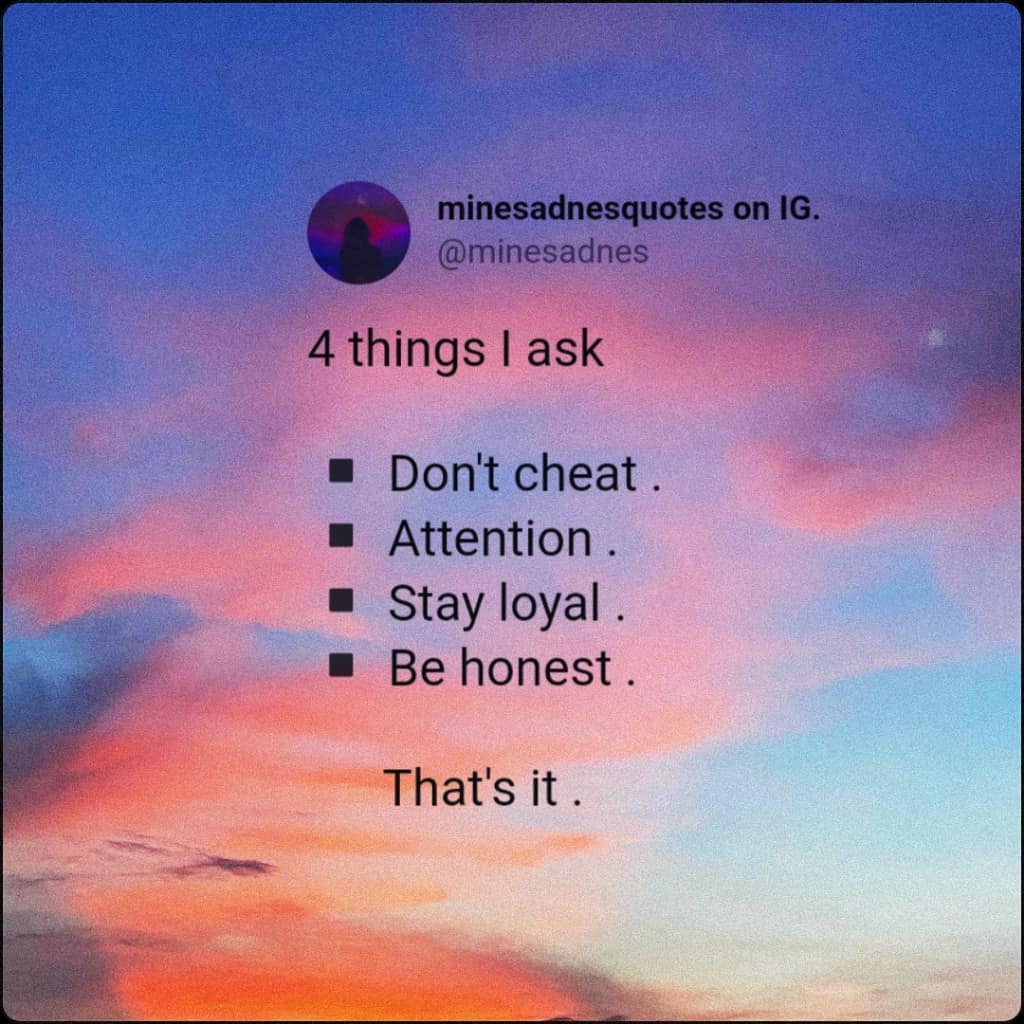 minesadnesquotes on IG.
@minesadnes
4 things I ask
▪ Don't cheat .
▪ Attention .
▪ Stay loyal .
▪ Be honest .
That's it .